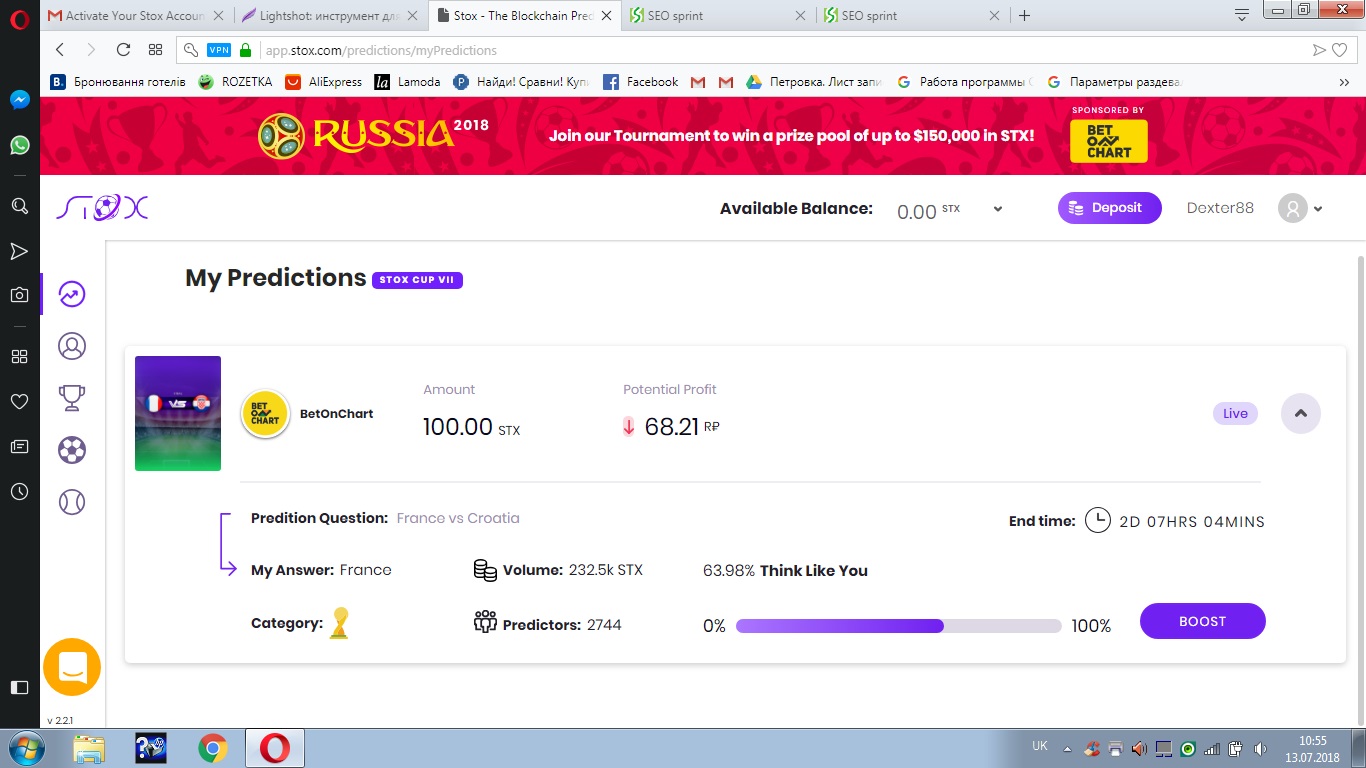 Activate Your Stox Accoun
Lightshot: инструмент для
Stox - The Blockchain Pred
SEO sprint
SEO sprint
VPN
app.stox.com/predictions/myPredictions
B.
Бронювання готелів
ROZETKA
AliExpress
la
Lamoda
P
Найди! Сравни! Купи
Facebook
Петровка. Лист запи
Работа программы С
Параметры раздева
RUSSIA 2018
Join our Tournament to win a prize pool of up to $150,000 in STX!
SPONSORED BY
BET
ON
CHART
STOX
Available Balance:
0.00 STX
Deposit
Dexter88
My Predictions
STOX CUP VII
VS
BET
ON
CHART
BetOnChart
Amount
100.00 STX
Potential Profit
68.21 RP
Live
Predition Question: France vs Croatia
End time: 2D 07HRS 04MINS
My Answer: France
Volume: 232.5k STX
63.98% Think Like You
Category:
Predictors: 2744
0%
100%
BOOST
v 2.2.1
UK
10:55
13.07.2018